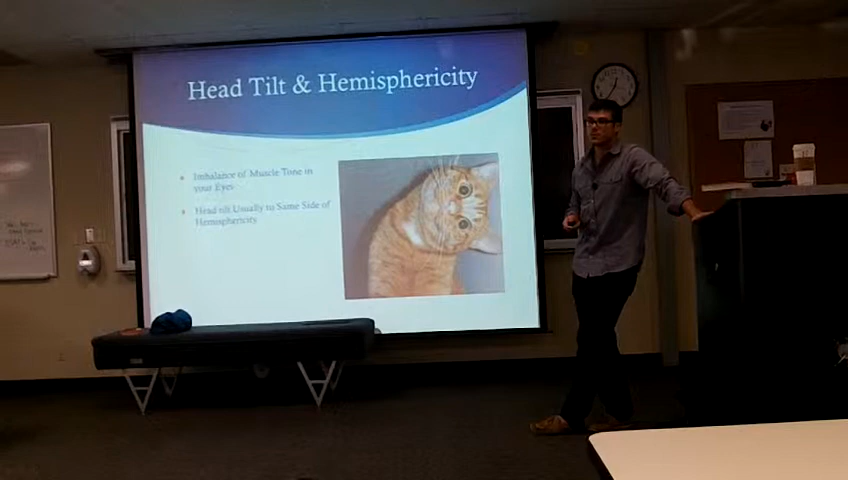 Head Tilt & Hemisphericity
Imbalance of Muscle Tone in
your Eyes
Head tilt Usually to Same Side of
Hemisphericity